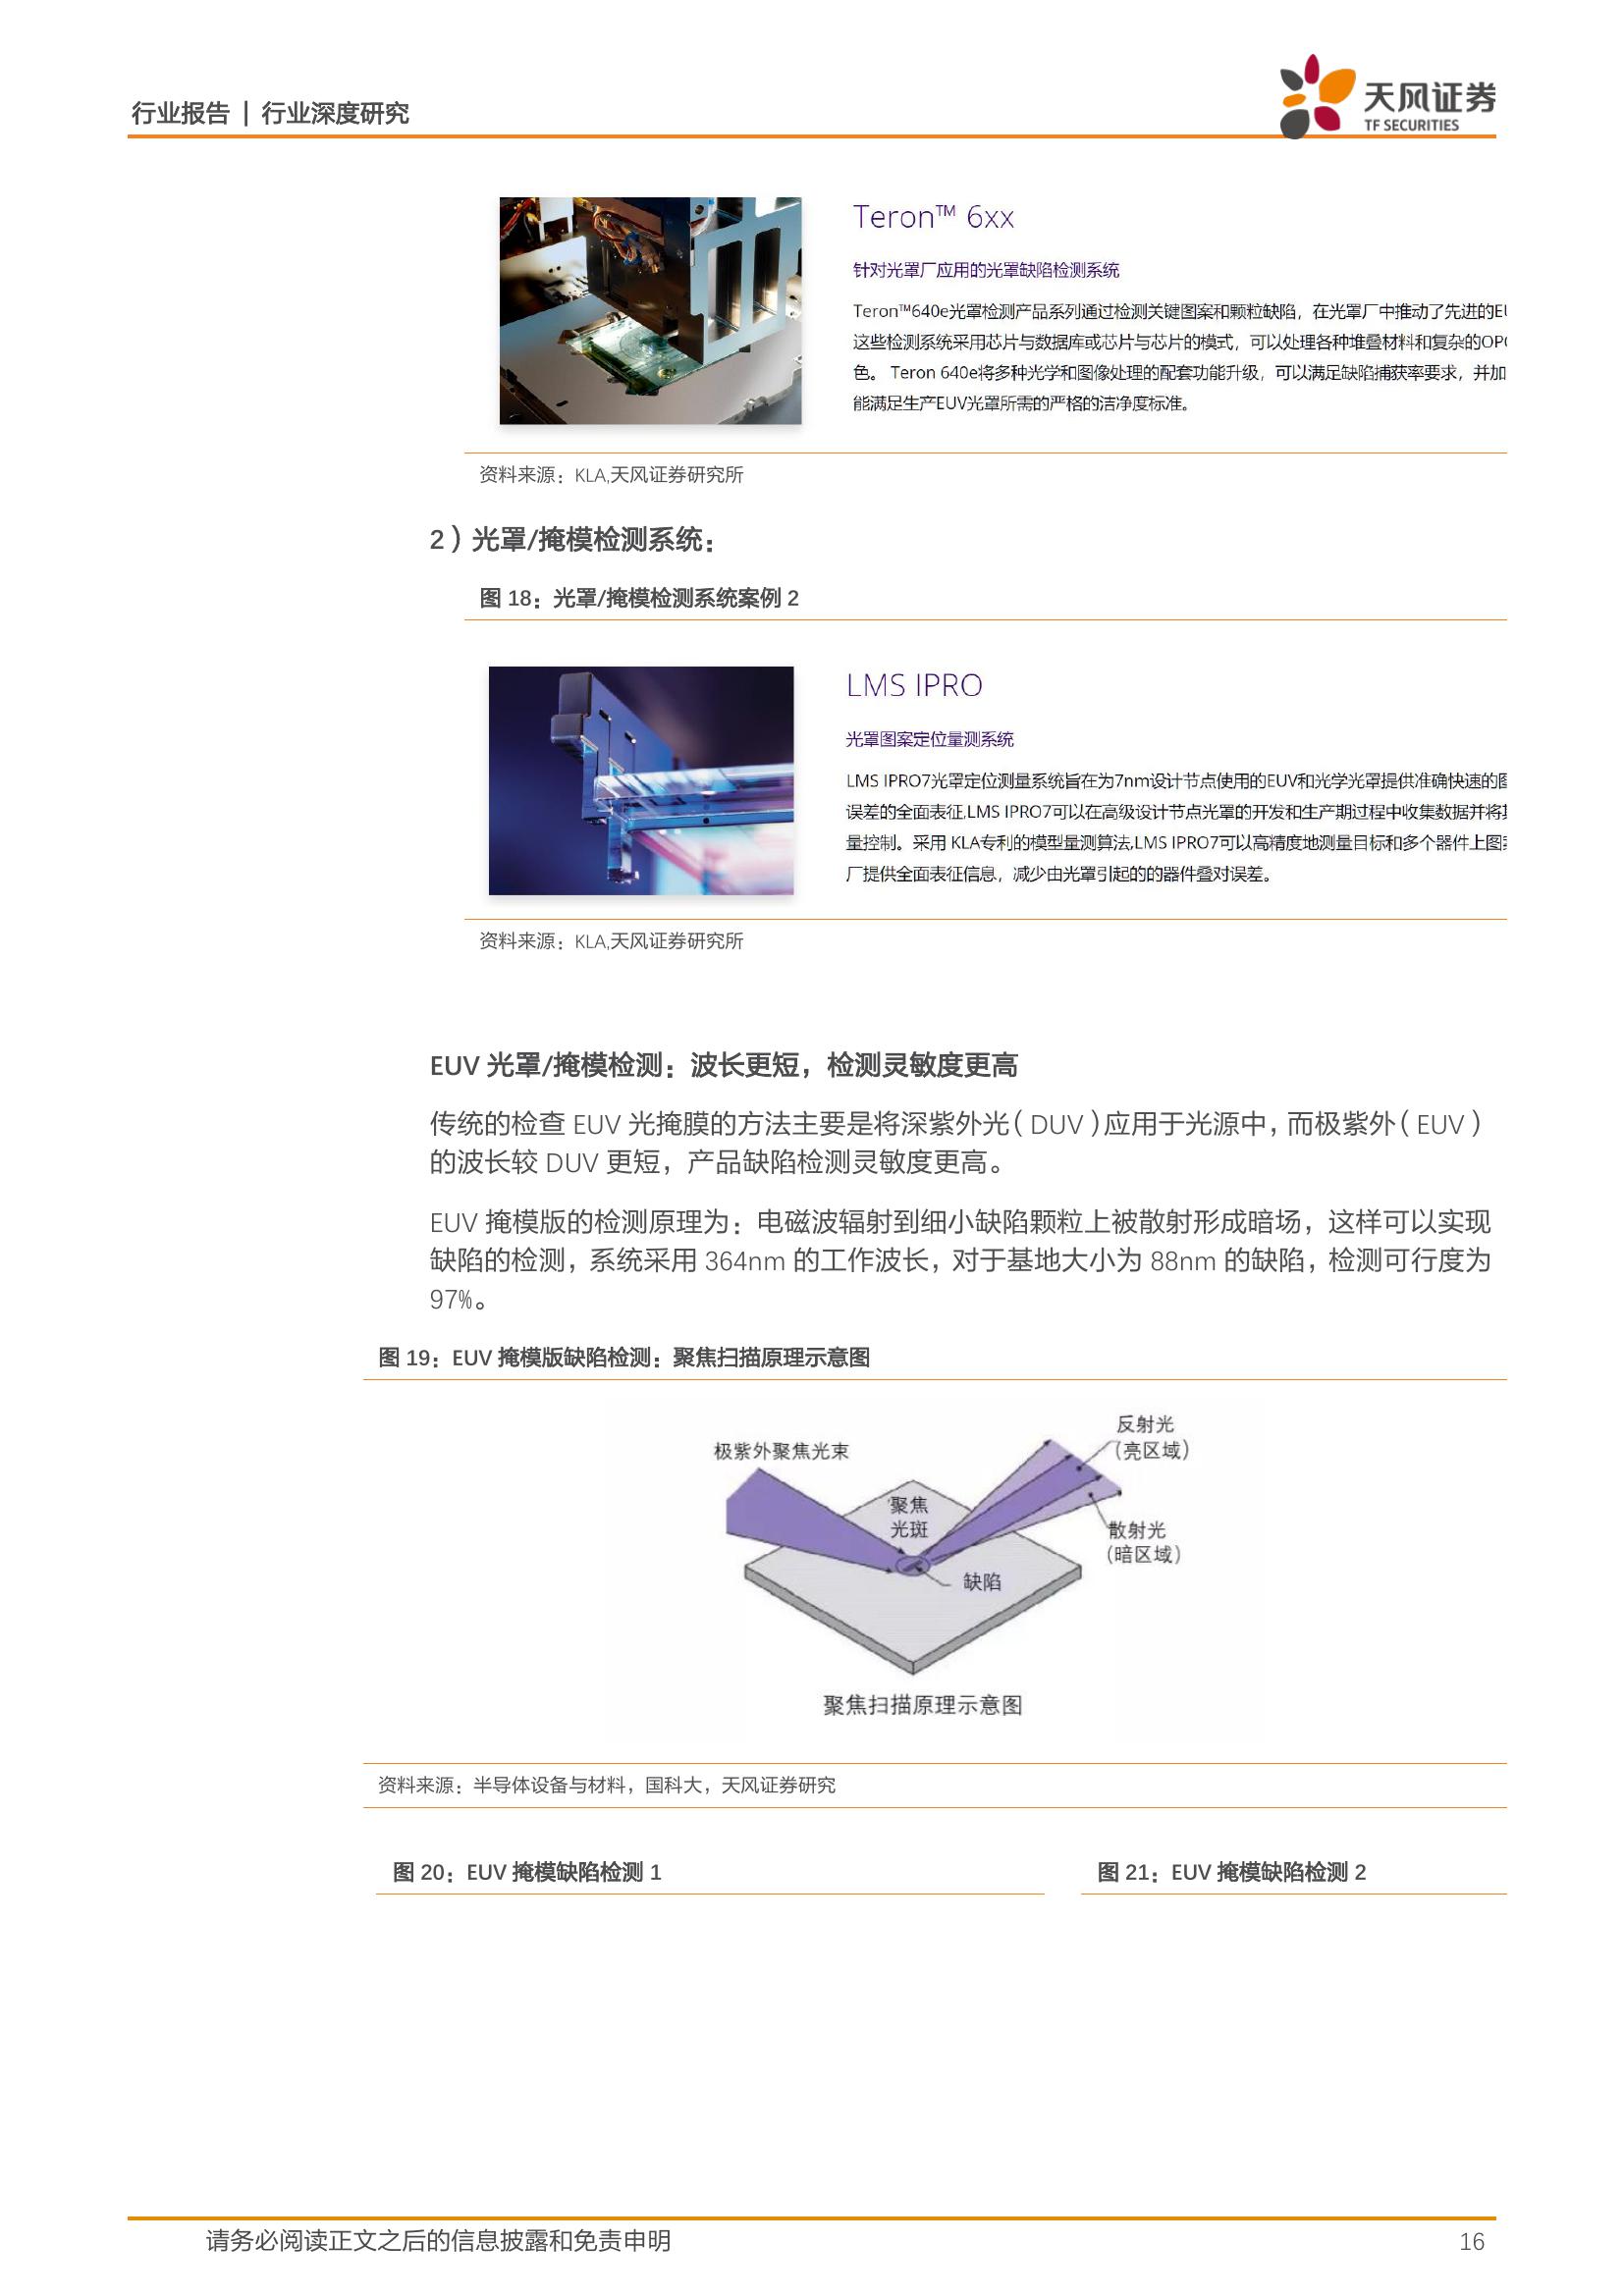 行业报告 | 行业深度研究
天风证券
TF SECURITIES
Teron™ 6xx
针对光罩厂应用的光罩缺陷检测系统
Teron™640e光罩检测产品系列通过检测关键图案和颗粒缺陷，在光罩厂中推动了先进的EU
这些检测系统采用芯片与数据库或芯片与芯片的模式，可以处理各种堆叠材料和复杂的OPC
色。 Teron 640e将多种光学和图像处理的配套功能升级，可以满足缺陷捕获率要求，并加
能满足生产EUV光罩所需的严格的洁净度标准。
资料来源：KLA,天风证券研究所
2）光罩/掩模检测系统：
图 18：光罩/掩模检测系统案例 2
LMS IPRO
光罩图案定位量测系统
LMS IPRO7光罩定位测量系统旨在为7nm设计节点使用的EUV和光学光罩提供准确快速的图
误差的全面表征,LMS IPRO7可以在高级设计节点光罩的开发和生产期过程中收集数据并将其
量控制。采用 KLA专利的模型量测算法,LMS IPRO7可以高精度地测量目标和多个器件上图案
厂提供全面表征信息，减少由光罩引起的的器件叠对误差。
资料来源：KLA,天风证券研究所
EUV 光罩/掩模检测：波长更短，检测灵敏度更高
传统的检查 EUV 光掩膜的方法主要是将深紫外光（DUV）应用于光源中，而极紫外（EUV）
的波长较 DUV 更短，产品缺陷检测灵敏度更高。
EUV 掩模版的检测原理为：电磁波辐射到细小缺陷颗粒上被散射形成暗场，这样可以实现
缺陷的检测，系统采用 364nm 的工作波长，对于基地大小为 88nm 的缺陷，检测可行度为
97%。
图 19：EUV 掩模版缺陷检测：聚焦扫描原理示意图
反射光
（亮区域）
极紫外聚焦光束
聚焦
光斑
散射光
（暗区域）
缺陷
聚焦扫描原理示意图
资料来源：半导体设备与材料，国科大，天风证券研究
图 20：EUV 掩模缺陷检测 1
图 21：EUV 掩模缺陷检测 2
请务必阅读正文之后的信息披露和免责申明
16